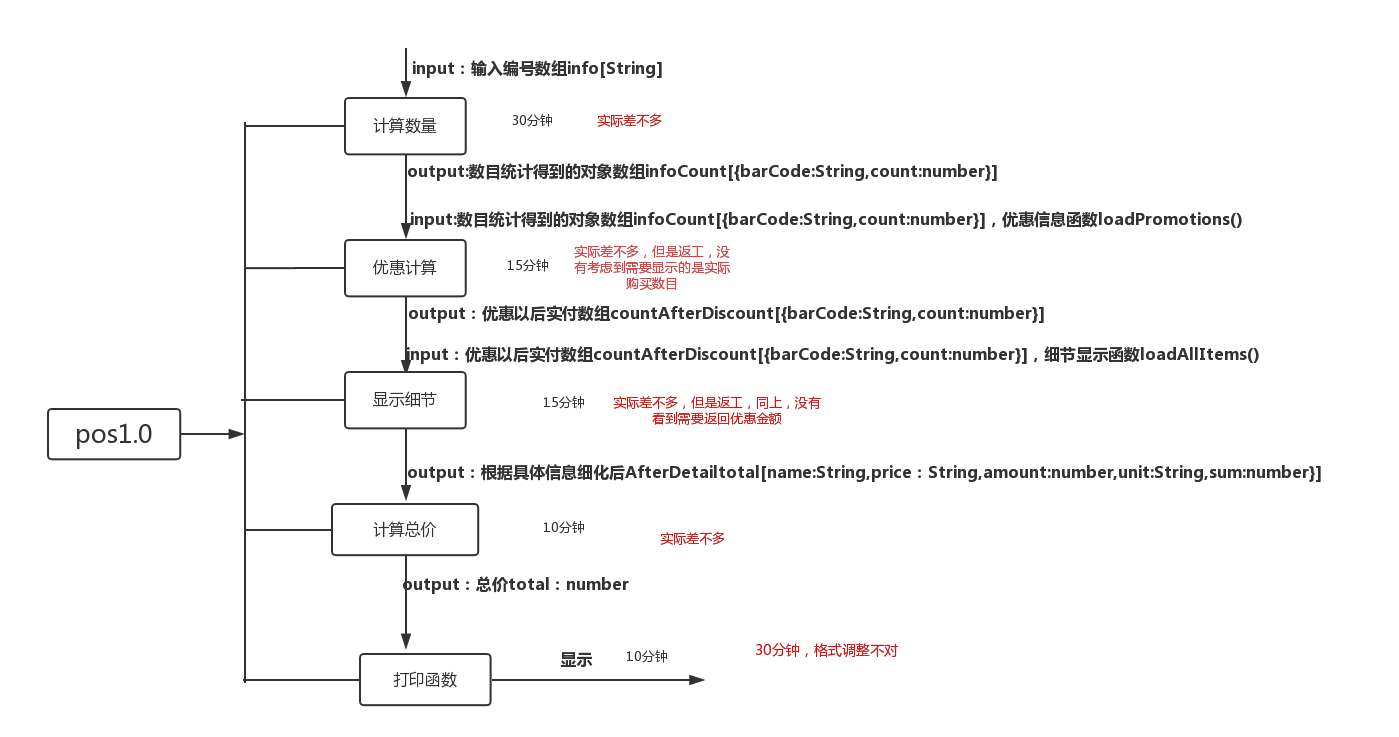 input：输入编号数组info[String]
计算数量
30分钟
实际差不多
output:数目统计得到的对象数组infoCount[{barCode:String,count:number}]
input:数目统计得到的对象数组infoCount[{barCode:String,count:number}]，优惠信息函数loadPromotions()
优惠计算
15分钟
实际差不多，但是返工，没
有考虑到需要显示的是实际
购买数目
output：优惠以后实付数组countAfterDiscount[{barCode:String,count:number}]
input：优惠以后实付数组countAfterDiscount[{barCode:String,count:number}]，细节显示函数loadAllItems()
显示细节
15分钟
实际差不多，但是返工，同上，没有
看到需要返回优惠金额
pos1.0
output：根据具体信息细化后AfterDetailtotal[name:String,price：String,amount:number,unit:String,sum:number}]
计算总价
10分钟
实际差不多
output：总价total：number
打印函数
显示
10分钟
30分钟，格式调整不对